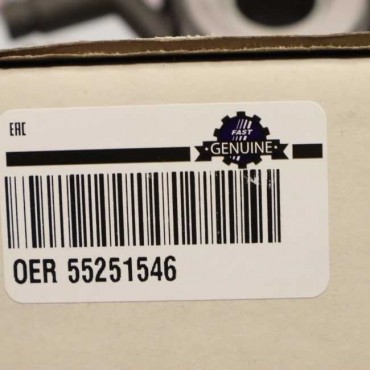 EAC
FAST
GENUINE
OER 55251546